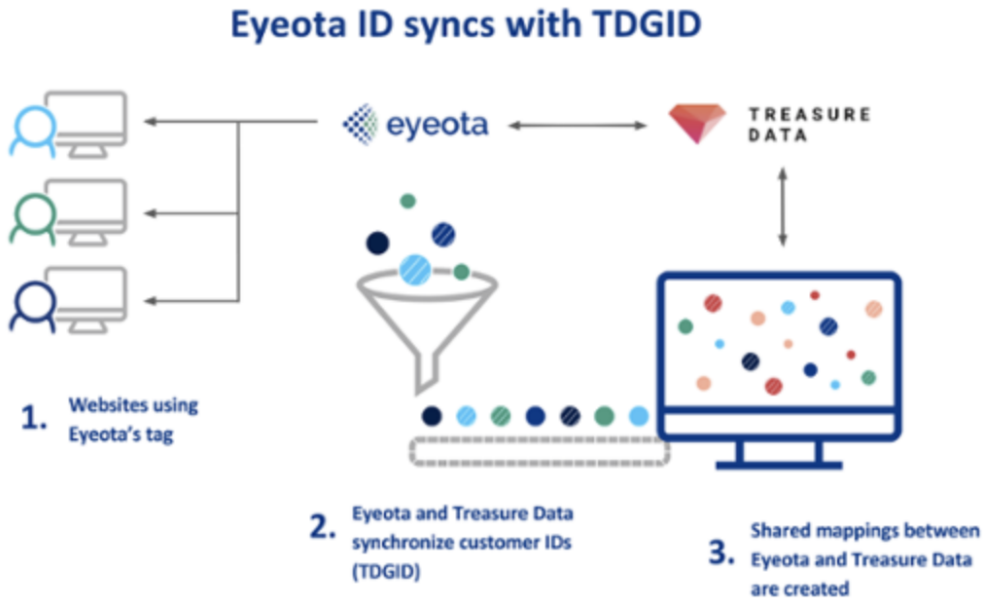 Eyeota ID syncs with TDGID
eyeota
TREASURE
DATA
1.
Websites using
Eyeota's tag
2.
Eyeota and Treasure Data
synchronize customer IDs
(TDGID)
3.
Shared mappings between
Eyeota and Treasure Data
are created